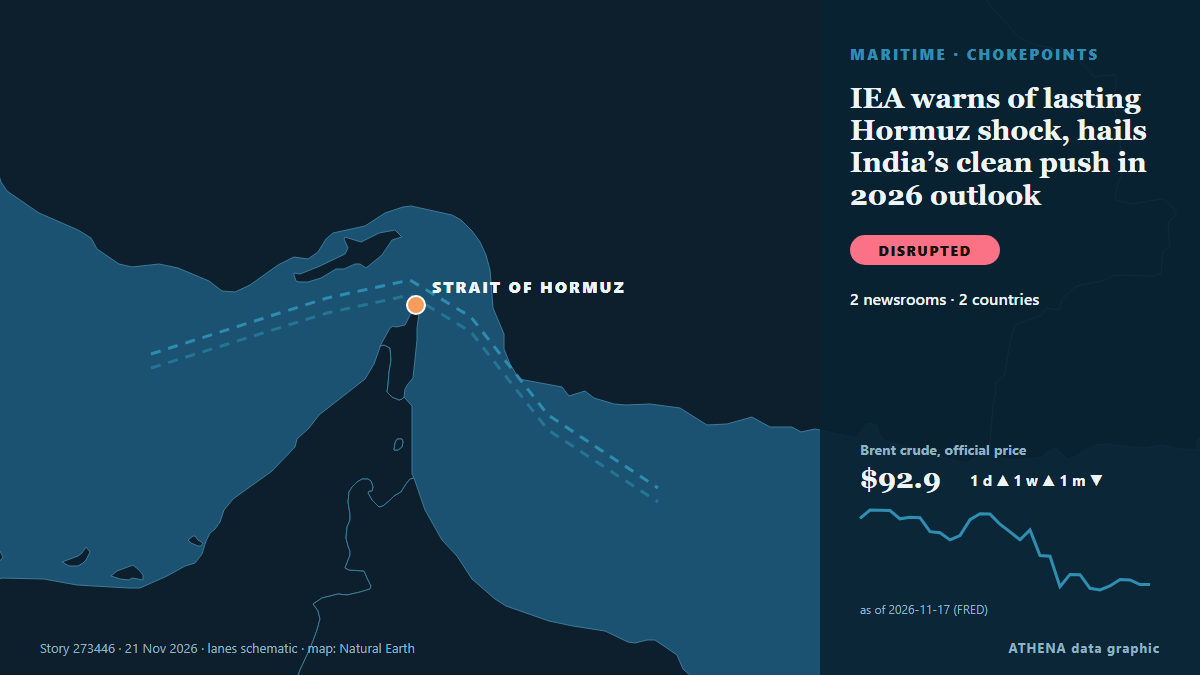 MARITIME · CHOKEPOINTS
IEA warns of lasting
Hormuz shock, hails
India’s clean push in
2026 outlook
DISRUPTED
2 newsrooms · 2 countries
STRAIT OF HORMUZ
Brent crude, official price
$92.9 1 d ▲ 1 w ▲ 1 m ▼
as of 2026-11-17 (FRED)
Story 273446 · 21 Nov 2026 · lanes schematic · map: Natural Earth
ATHENA data graphic